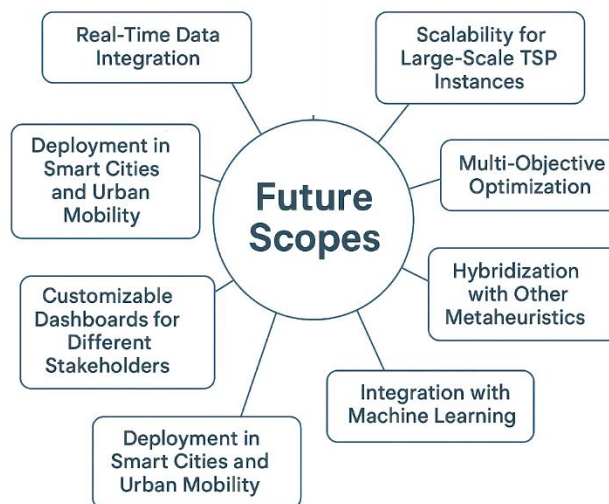 Real-Time Data
Integration
Scalability for
Large-Scale TSP
Instances
Deployment in
Smart Cities
and Urban
Mobility
Future
Scopes
Multi-Objective
Optimization
Customizable
Dashboards for
Different
Stakeholders
Hybridization
with Other
Metaheuristics
Deployment in
Smart Cities and
Urban Mobility
Integration with
Machine Learning